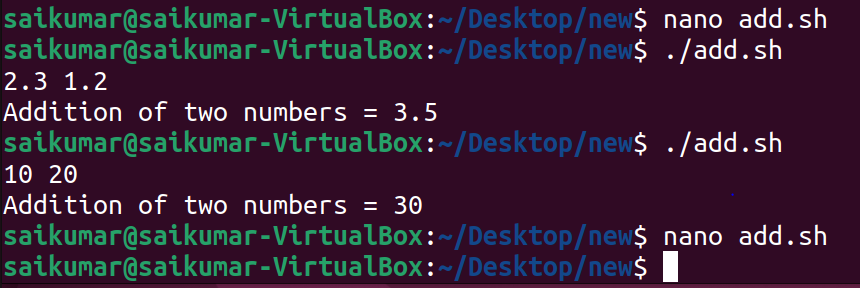 saikumar@saikumar-VirtualBox:~/Desktop/new$ nano add.sh
saikumar@saikumar-VirtualBox:~/Desktop/new$ ./add.sh
2.3 1.2
Addition of two numbers = 3.5
saikumar@saikumar-VirtualBox:~/Desktop/new$ ./add.sh
10 20
Addition of two numbers = 30
saikumar@saikumar-VirtualBox:~/Desktop/new$ nano add.sh
saikumar@saikumar-VirtualBox:~/Desktop/new$